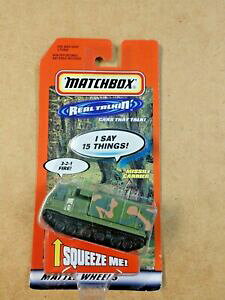 MATCHBOX
REAL TALKIN'
CARS THAT TALK!
I SAY
15 THINGS!
MISSILE
CARRIER
3-2-1
FIRE!
SQUEEZE ME!
MATTEL WHEELS